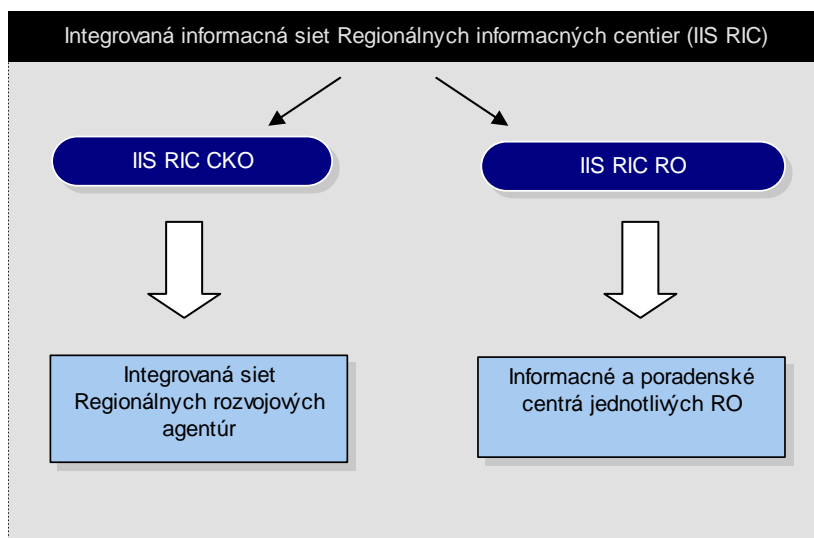 Integrovaná informacná siet Regionálnych informacných centier (IIS RIC)
IIS RIC CKO
IIS RIC RO
Integrovaná siet
Regionálnych rozvojových
agentúr
Informacné a poradenské
centrá jednotlivých RO